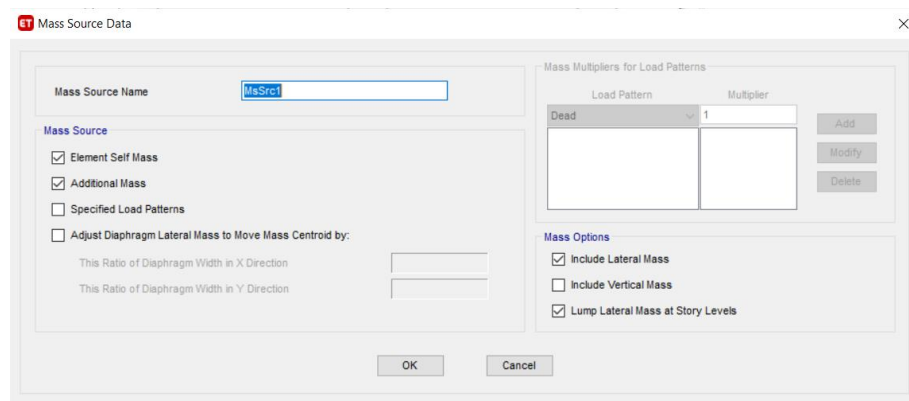 ET Mass Source Data
Mass Source Name MsSrc1
Mass Source
Element Self Mass
Additional Mass
Specified Load Patterns
Adjust Diaphragm Lateral Mass to Move Mass Centroid by:
This Ratio of Diaphragm Width in X Direction
This Ratio of Diaphragm Width in Y Direction
Mass Multipliers for Load Patterns
Load Pattern Multiplier
Dead 1
Add
Modify
Delete
Mass Options
Include Lateral Mass
Include Vertical Mass
Lump Lateral Mass at Story Levels
OK Cancel